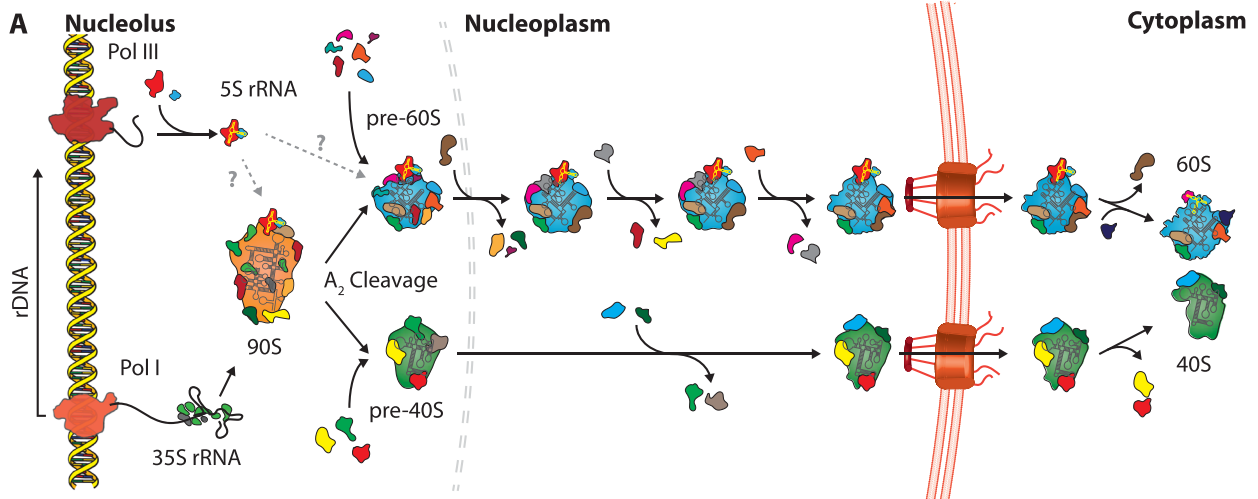 A
Nucleolus
Nucleoplasm
Cytoplasm
Pol III
5S rRNA
pre-60S
?
?
60S
rDNA
A2 Cleavage
90S
Pol I
pre-40S
40S
35S rRNA